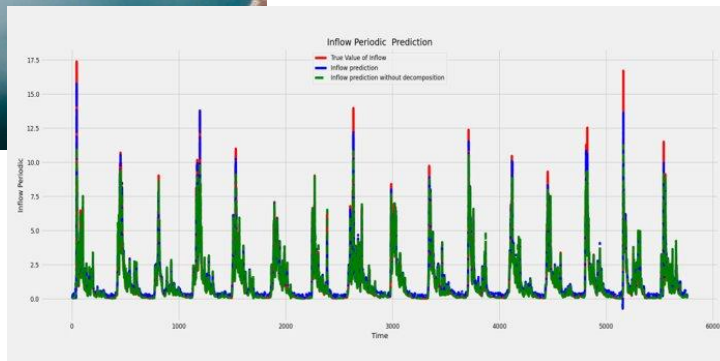 Inflow Periodic Prediction
True Value of Inflow
Inflow prediction
Inflow prediction without decomposition
Inflow Periodic
17.5
15.0
12.5
10.0
7.5
5.0
2.5
0.0
0
1000
2000
3000
4000
5000
6000
Time